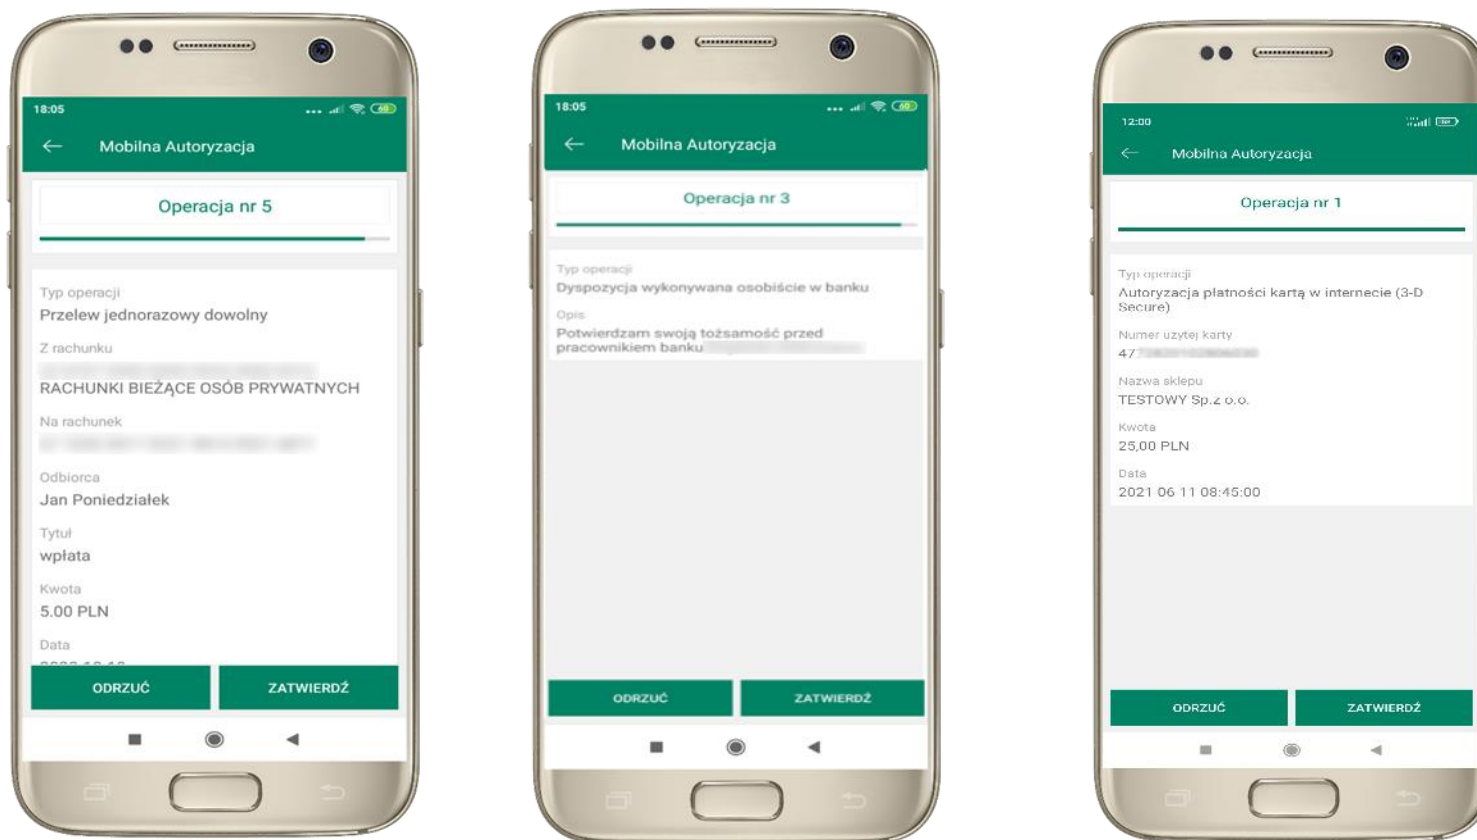 18:05
Mobilna Autoryzacja
Operacja nr 5
Typ operacji
Przelew jednorazowy dowolny
Z rachunku
RACHUNKI BIEŻĄCE OSÓB PRYWATNYCH
Na rachunek
Odbiorca
Jan Poniedziałek
Tytuł
wpłata
Kwota
5.00 PLN
Data
ODRZUĆ
ZATWIERDŹ
18:05
60
Mobilna Autoryzacja
Operacja nr 3
Typ operacji
Dyspozycja wykonywana osobiście w banku
Opis
Potwierdzam swoją tożsamość przed
pracownikiem banku
ODRZUĆ
ZATWIERDŹ
12:00
Mobilna Autoryzacja
Operacja nr 1
Typ operacji
Autoryzacja płatności kartą w internecie (3-D
Secure)
Numer uzytej karty
47
Nazwa sklepu
TESTOWY Sp.z o.o.
Kwota
25,00 PLN
Data
2021 06 11 08:45:00
ODRZUĆ
ZATWIERDŹ